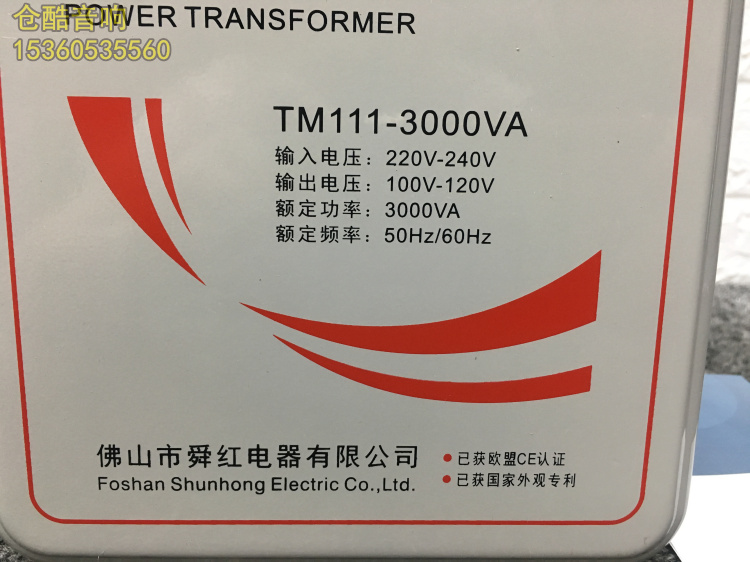 仓酷音响
POWER TRANSFORMER
15360535560
TM111-3000VA
输入电压：220V-240V
输出电压：100V-120V
额定功率：3000VA
额定频率：50Hz/60Hz
佛山市舜红电器有限公司
Foshan Shunhong Electric Co.,Ltd.
已获欧盟CE认证
已获国家外观专利